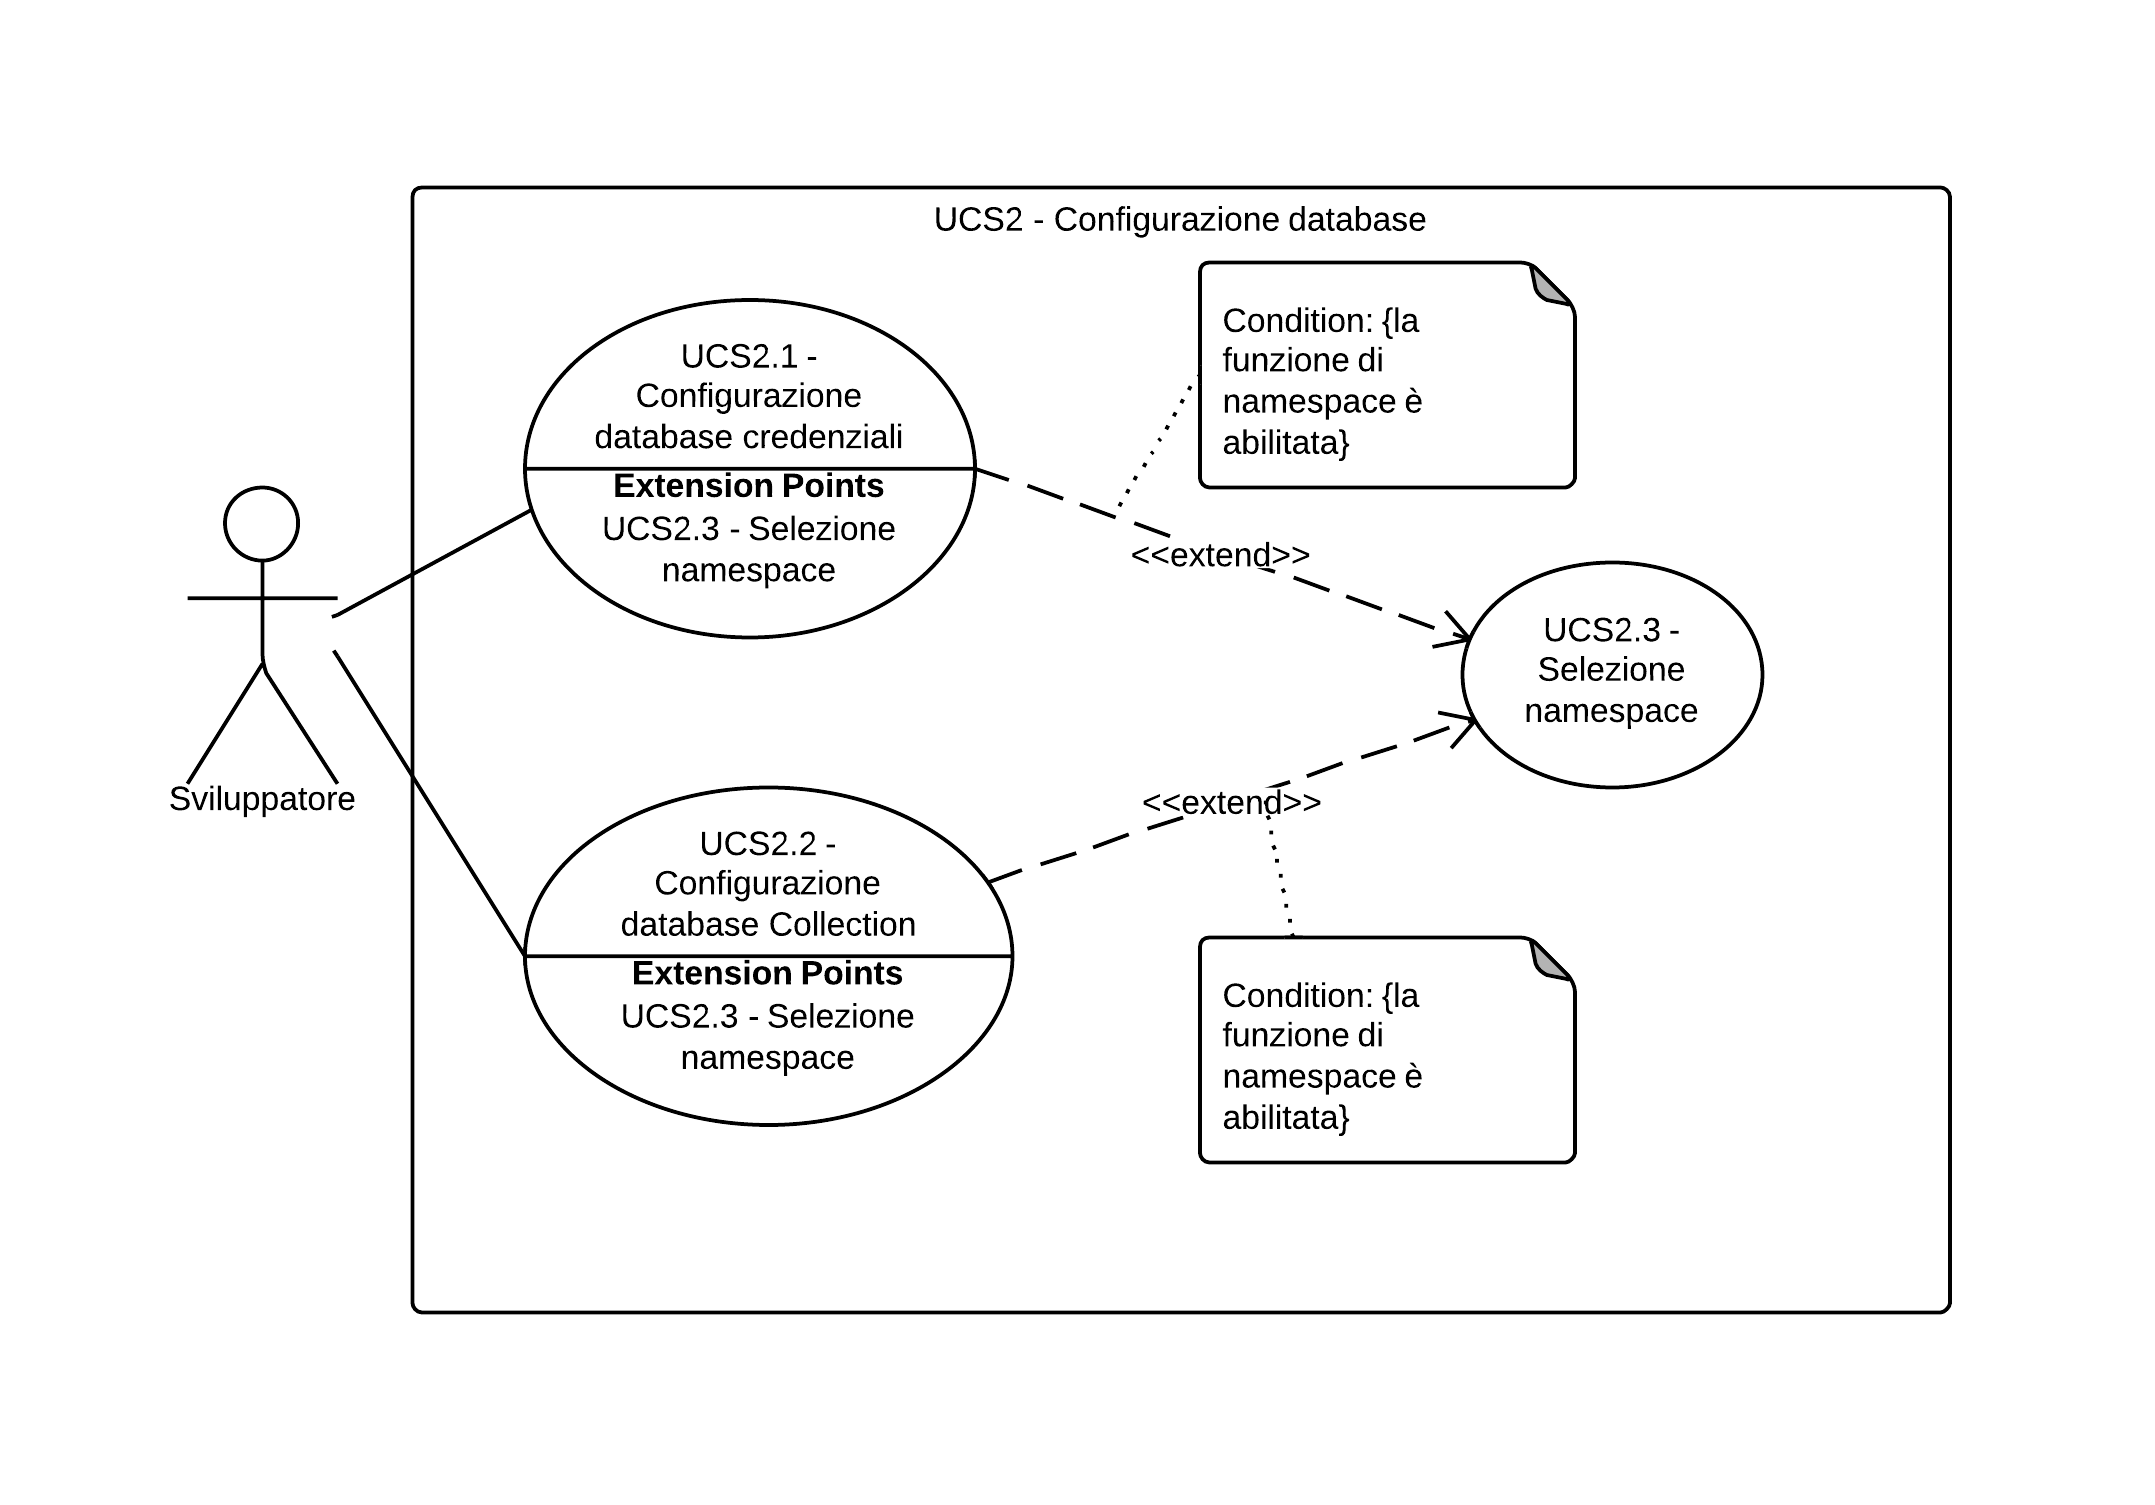 UCS2 - Configurazione database
UCS2.1 -
Configurazione
database credenziali
Extension Points
UCS2.3 - Selezione
namespace
Condition: {la
funzione di
namespace è
abilitata}
<<extend>>
UCS2.3 -
Selezione
namespace
Sviluppatore
<<extend>>
UCS2.2 -
Configurazione
database Collection
Extension Points
UCS2.3 - Selezione
namespace
Condition: {la
funzione di
namespace è
abilitata}